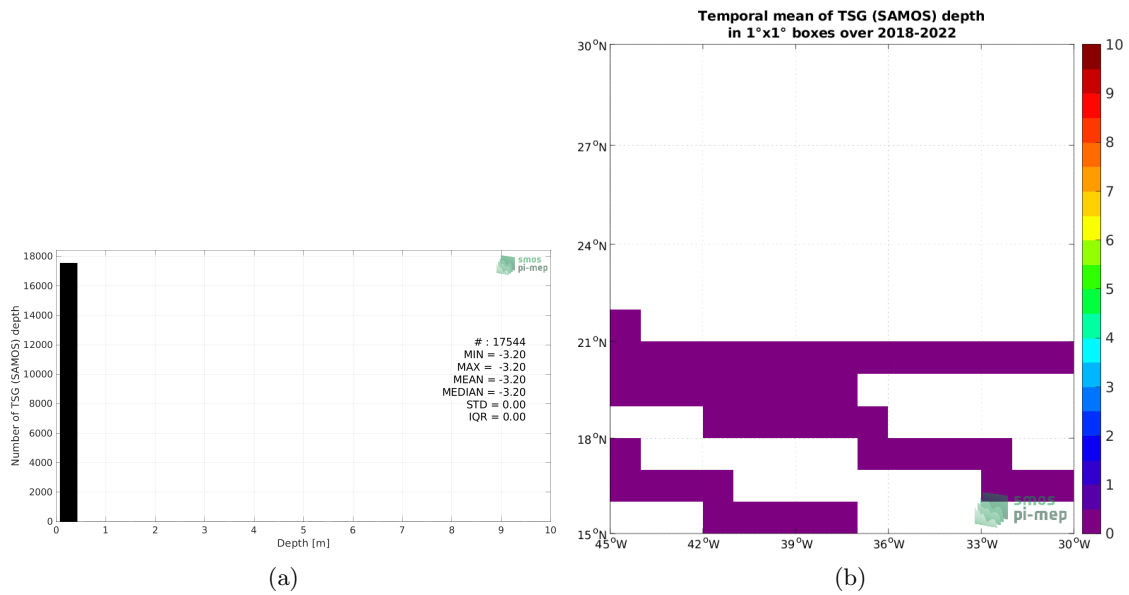 18000
16000
14000
12000
10000
8000
6000
4000
2000
0
Number of TSG (SAMOS) depth
0 1 2 3 4 5 6 7 8 9 10
Depth [m]
smos
pi-mep
# : 17544
MIN = -3.20
MAX = -3.20
MEAN = -3.20
MEDIAN = -3.20
STD = 0.00
IQR = 0.00
(a)
Temporal mean of TSG (SAMOS) depth
in 1°x1° boxes over 2018-2022
30°N
27°N
24°N
21°N
18°N
15°N
45°W 42°W 39°W 36°W 33°W 30°W
smos
pi-mep
10
9
8
7
6
5
4
3
2
1
0
(b)